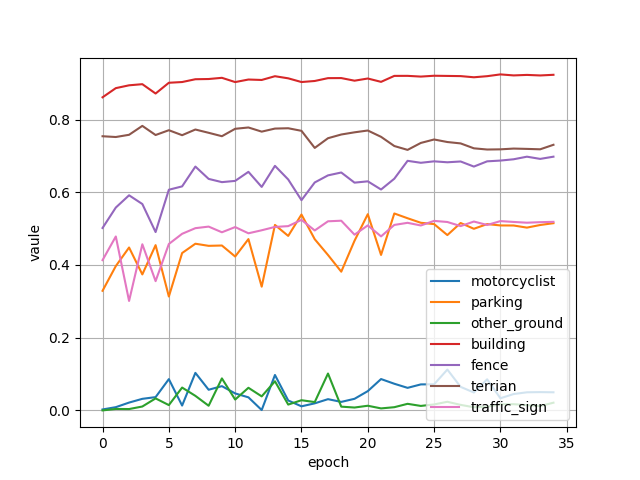 0.8
0.6
0.4
0.2
0.0
vaule
0 5 10 15 20 25 30 35
epoch
motorcyclist
parking
other_ground
building
fence
terrian
traffic_sign